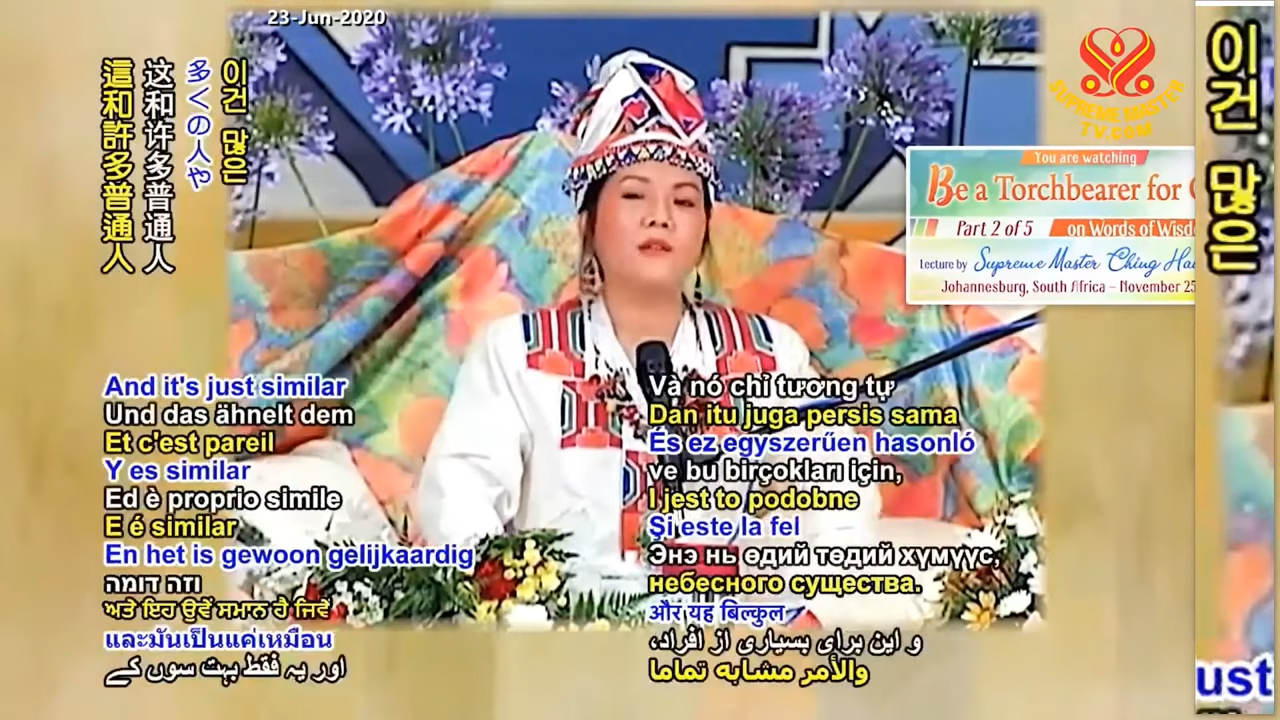 23-Jun-2020
이건 많은
多くの人や
这和许多普通人
這和許多普通人
SUPREME MASTER
TV.COM
You are watching
Be a Torchbearer for
Part 2 of 5
on Words of Wisd
Lecture by Supreme Master Ching Hai
Johannesburg, South Africa – November 25
And it's just similar
Und das ähnelt dem
Et c'est pareil
Y es similar
Ed è proprio simile
E é similar
En het is gewoon gelijkaardig
וזה דומה
ਅਤੇ ਇਹ ਉਵੇਂ ਸਮਾਨ ਹੈ ਜਿਵੇਂ
และมันเป็นแค่เหมือน
اور یہ فقط بہت سوں کے
Và nó chỉ tương tự
Dan itu juga persis sama
És ez egyszerűen hasonló
ve bu birçokları için,
I jest to podobne
Şi este la fel
Энэ нь өдий төдий хүмүүс,
небесного существа.
और यह बिल्कुल
و این برای بسیاری از افراد،
والأمر مشابه تماما
이건 많은
ust